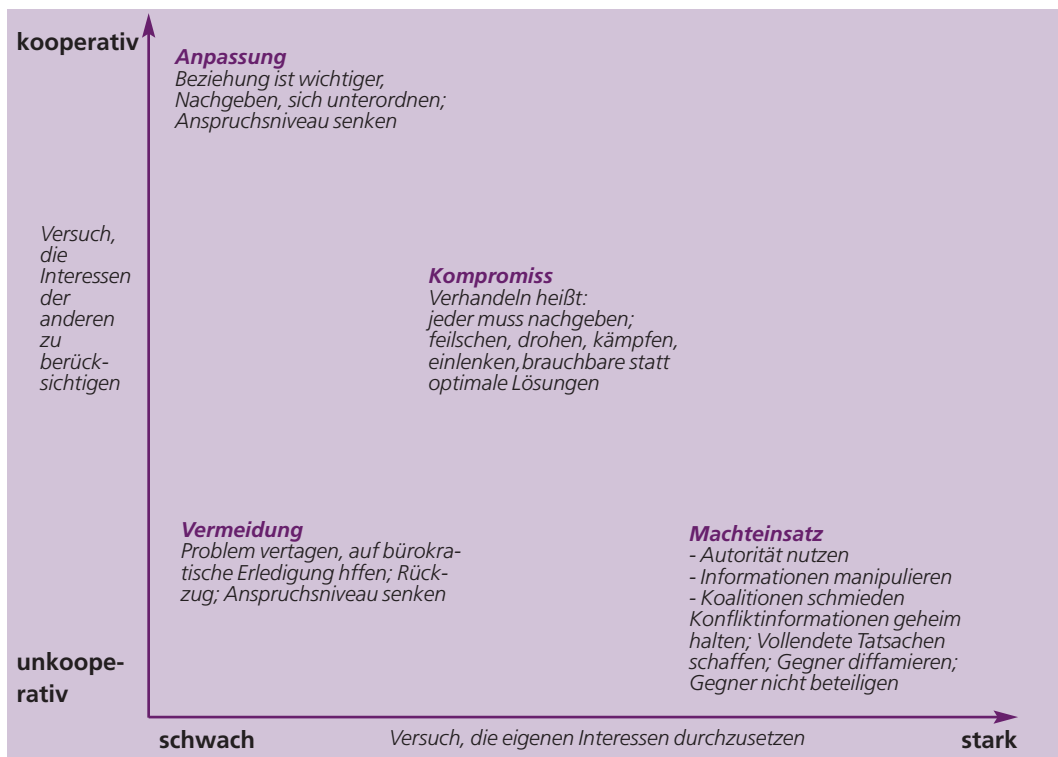 kooperativ
Anpassung
Beziehung ist wichtiger,
Nachgeben, sich unterordnen;
Anspruchsniveau senken
Versuch,
die
Interessen
der
anderen
zu
berück-
sichtigen
Kompromiss
Verhandeln heißt:
jeder muss nachgeben;
feilschen, drohen, kämpfen,
einlenken,brauchbare statt
optimale Lösungen
Vermeidung
Problem vertagen, auf bürokra-
tische Erledigung hffen; Rück-
zug; Anspruchsniveau senken
Machteinsatz
- Autorität nutzen
- Informationen manipulieren
- Koalitionen schmieden
Konfliktinformationen geheim
halten; Vollendete Tatsachen
schaffen; Gegner diffamieren;
Gegner nicht beteiligen
unkoope-
rativ
schwach
Versuch, die eigenen Interessen durchzusetzen
stark